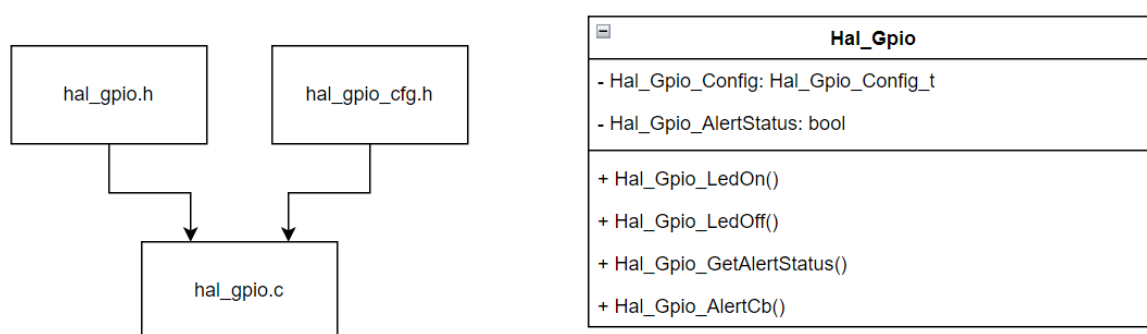 hal_gpio.h
hal_gpio_cfg.h
hal_gpio.c
Hal_Gpio
- Hal_Gpio_Config: Hal_Gpio_Config_t
- Hal_Gpio_AlertStatus: bool
+ Hal_Gpio_LedOn()
+ Hal_Gpio_LedOff()
+ Hal_Gpio_GetAlertStatus()
+ Hal_Gpio_AlertCb()